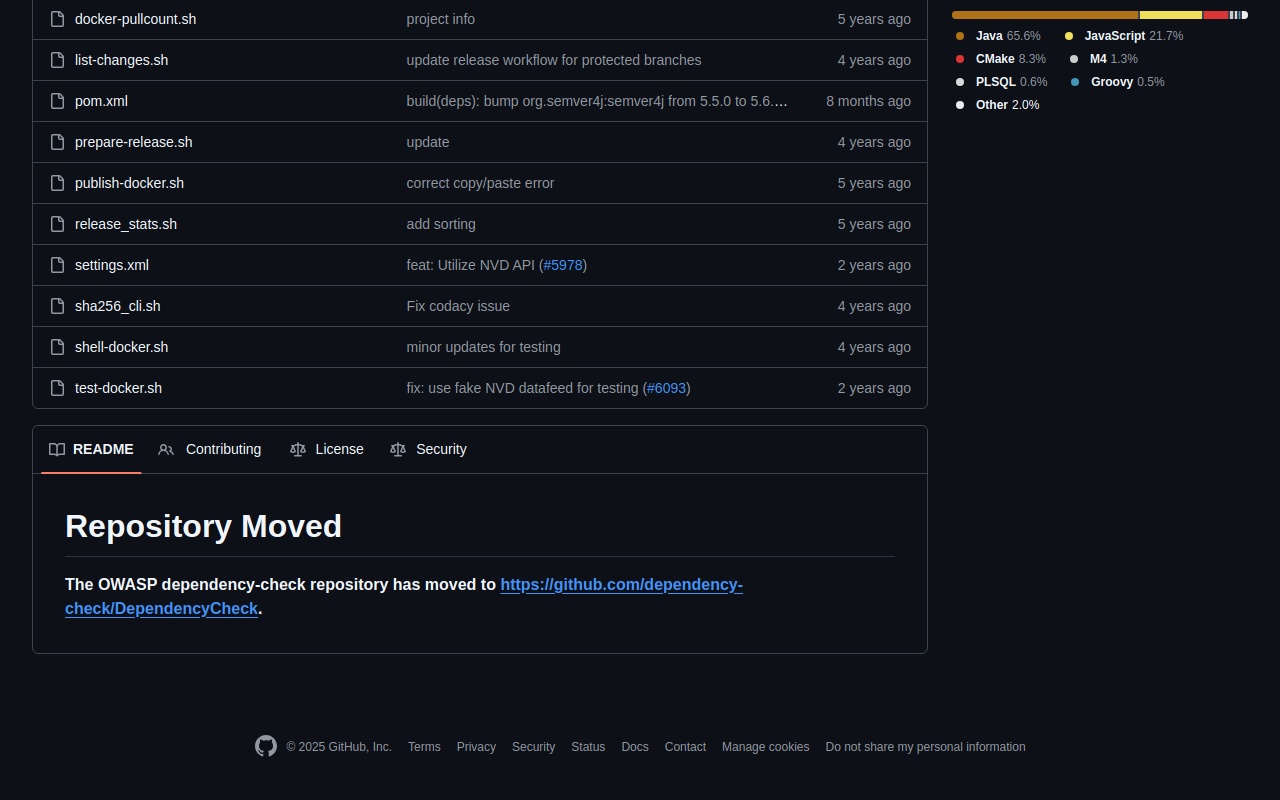 docker-pullcount.sh project info 5 years ago
list-changes.sh update release workflow for protected branches 4 years ago
pom.xml build(deps): bump org.semver4j:semver4j from 5.5.0 to 5.6.… 8 months ago
prepare-release.sh update 4 years ago
publish-docker.sh correct copy/paste error 5 years ago
release_stats.sh add sorting 5 years ago
settings.xml feat: Utilize NVD API (#5978) 2 years ago
sha256_cli.sh Fix codacy issue 4 years ago
shell-docker.sh minor updates for testing 4 years ago
test-docker.sh fix: use fake NVD datafeed for testing (#6093) 2 years ago
Java 65.6% JavaScript 21.7%
CMake 8.3% M4 1.3%
PLSQL 0.6% Groovy 0.5%
Other 2.0%
README Contributing License Security
Repository Moved
The OWASP dependency-check repository has moved to https://github.com/dependency-
check/DependencyCheck.
© 2025 GitHub, Inc. Terms Privacy Security Status Docs Contact Manage cookies Do not share my personal information